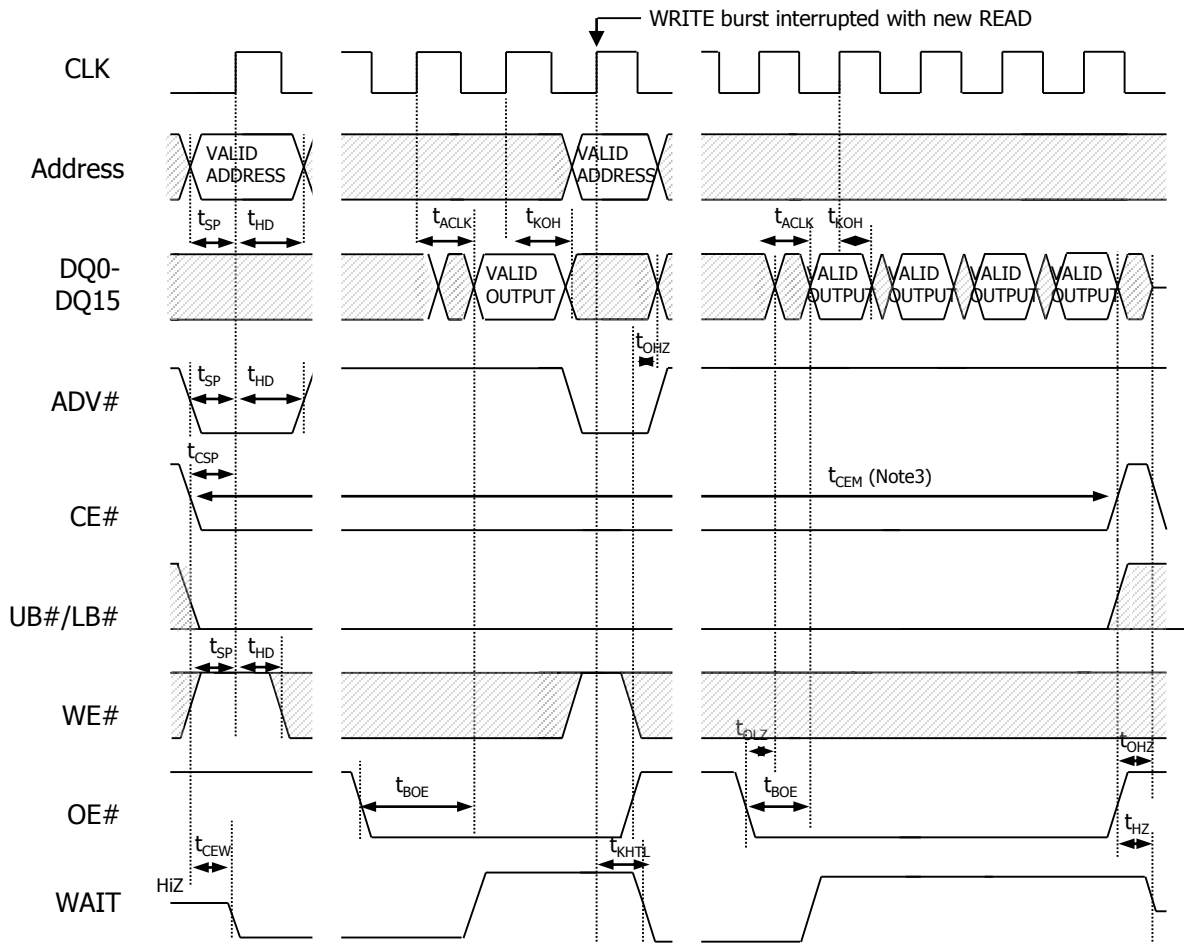 WRITE burst interrupted with new READ
CLK
Address
VALID
ADDRESS
VALID
ADDRESS
tSP
tHD
tACLK
tKOH
tACLK
tKOH
DQ0-
DQ15
VALID
OUTPUT
VALID
OUTPUT
VALID
OUTPUT
VALID
OUTPUT
VALID
OUTPUT
tOHZ
ADV#
tSP
tHD
tCSP
tCEM (Note3)
CE#
UB#/LB#
tSP
tHD
WE#
tOLZ
tOHZ
OE#
tBOE
tBOE
tHZ
tCEW
tKHTL
HiZ
WAIT